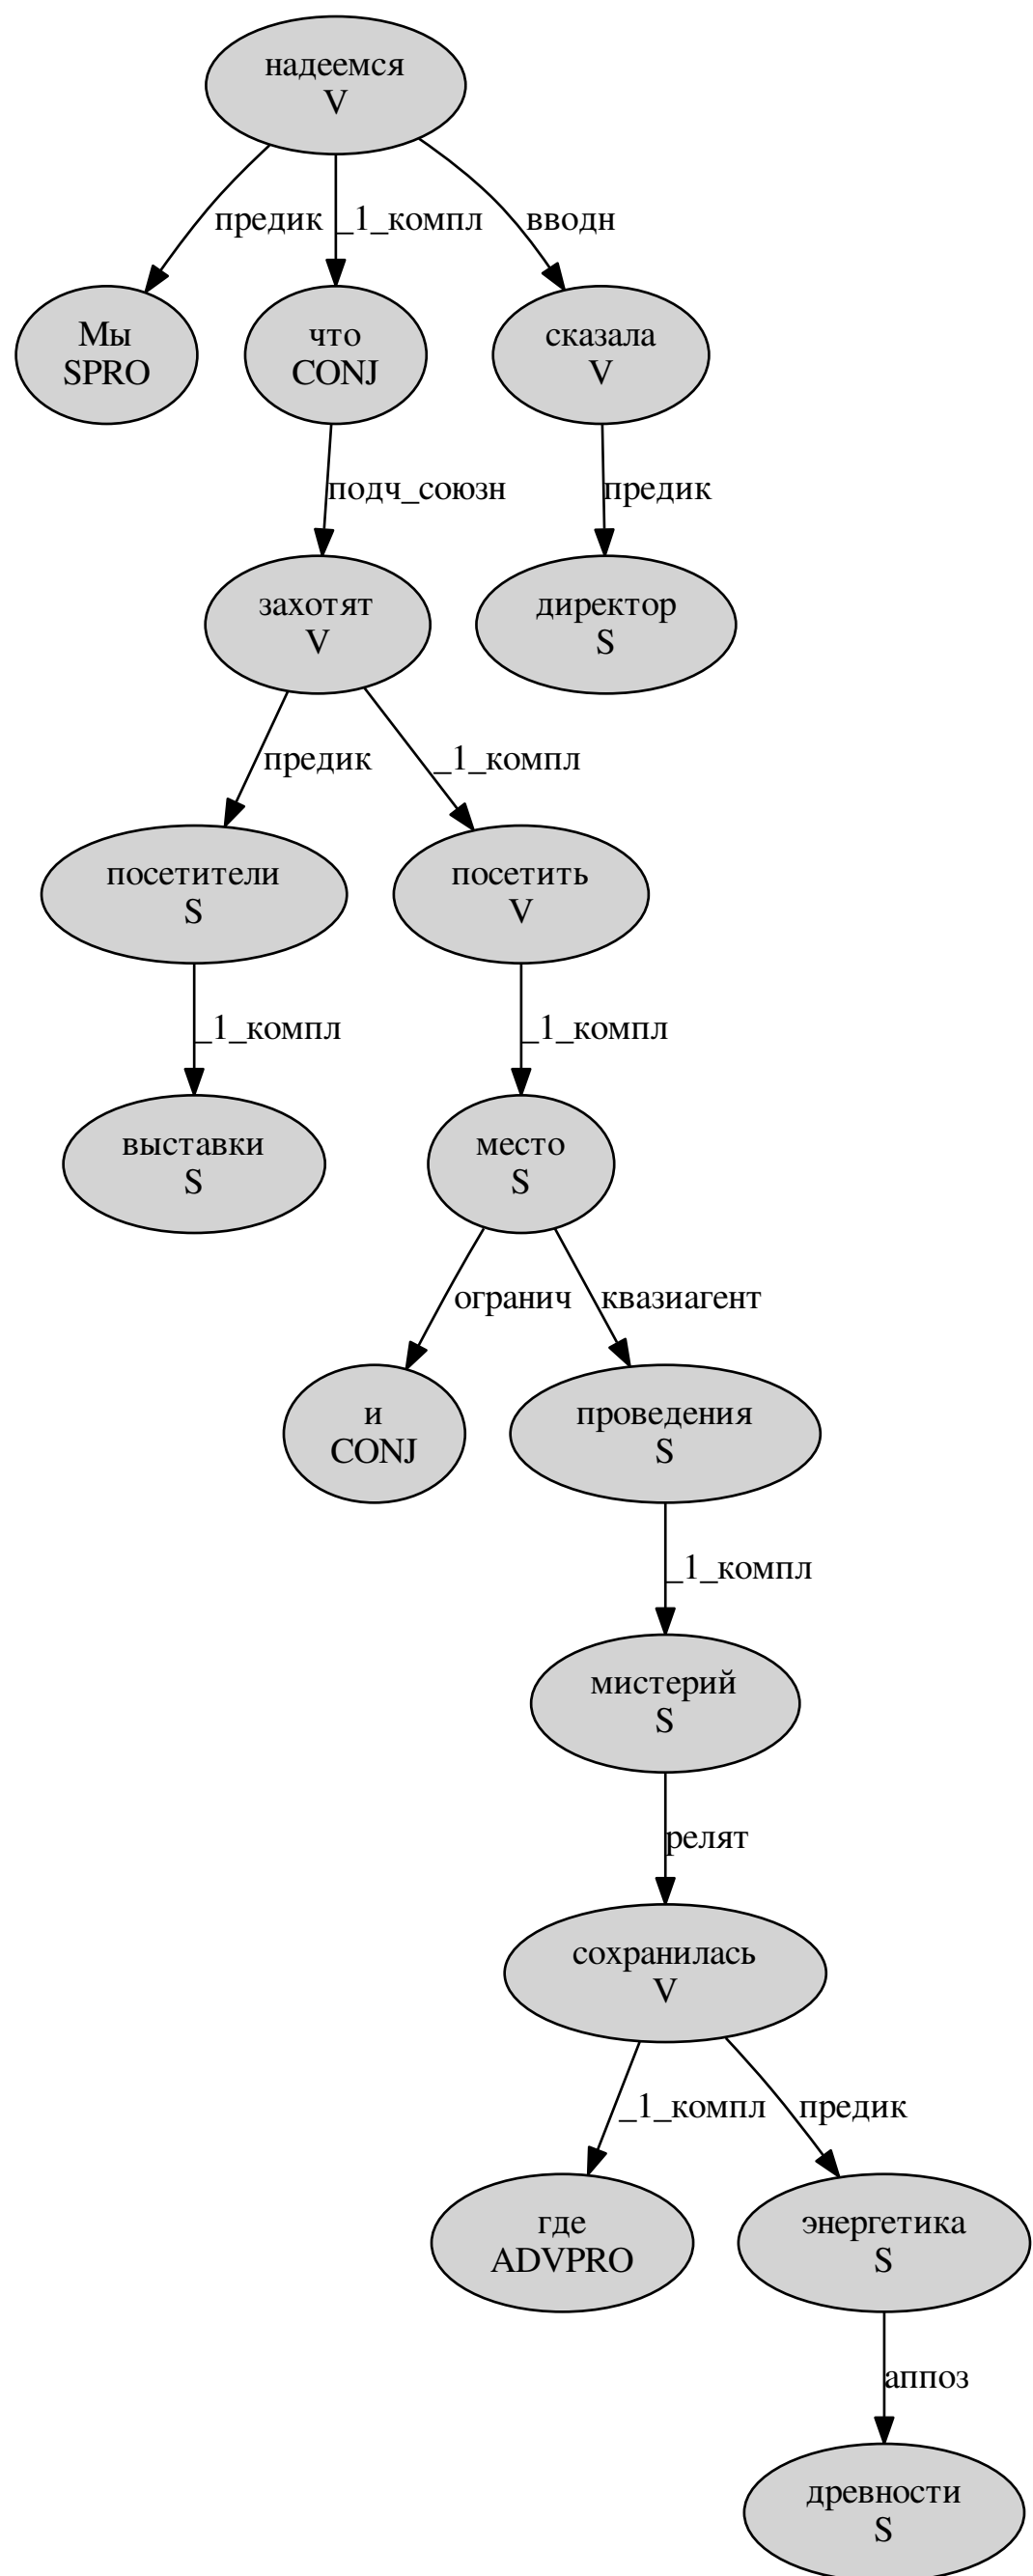 надеемся
V
предик
_1_компл
вводн
Мы
SPRO
что
CONJ
сказала
V
подч_союзн
предик
захотят
V
директор
S
предик
_1_компл
посетители
S
посетить
V
_1_компл
_1_компл
выставки
S
место
S
огранич
квазиагент
и
CONJ
проведения
S
_1_компл
мистерий
S
релят
сохранилась
V
_1_компл
предик
где
ADVPRO
энергетика
S
аппоз
древности
S